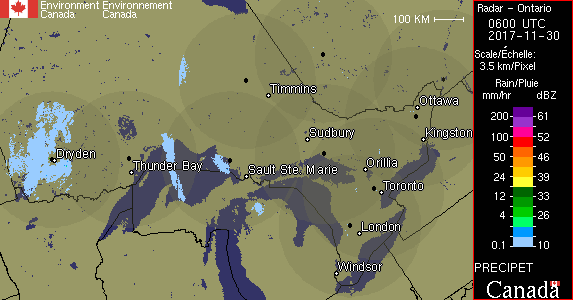 Environment Environnement
Canada Canada
100 KM
Timmins
Ottawa
Sudbury
Kingston
Dryden
Thunder Bay
Sault Ste. Marie
Orillia
Toronto
London
Windsor
Radar - Ontario
0600 UTC
2017-11-30
Scale/Échelle:
3.5 km/Pixel
Rain/Pluie
mm/hr dBZ
200 61
100 52
50 46
24 39
12 33
4 26
0.1 10
PRECIPET
Canada